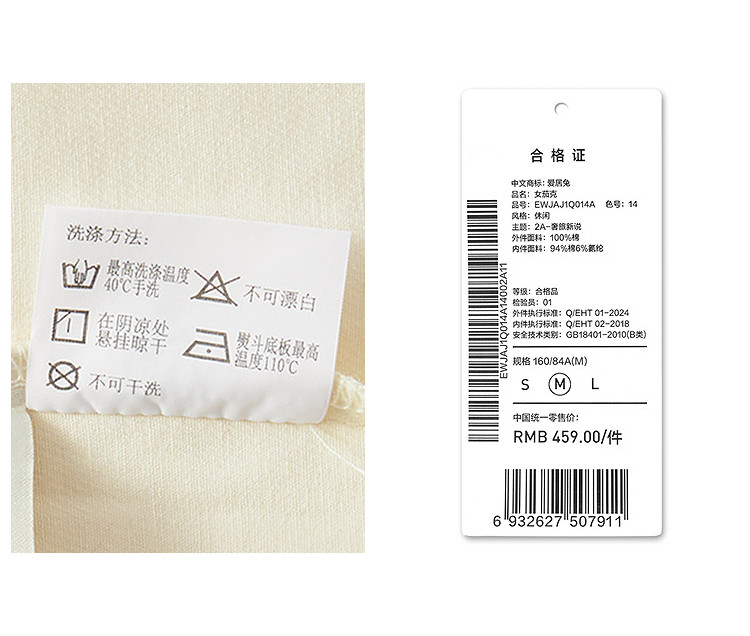 洗涤方法:
最高洗涤温度
40℃手洗
不可漂白
在阴凉处
悬挂晾干
熨斗底板最高
温度110℃
不可干洗
合格证
中文商标: 爱居兔
品名: 女茄克
品号: EWJAJ1Q014A 色号: 14
风格: 休闲
主题: 2A-奢旅新说
外件面料: 100%棉
内件面料: 94%棉6%氨纶
等级: 合格品
检验员: 01
外件执行标准: Q/EHT 01-2024
内件执行标准: Q/EHT 02-2018
安全技术类别: GB18401-2010(B类)
规格 160/84A(M)
S M L
中国统一零售价:
RMB 459.00/件
EWJAJ1Q014A14002A11
6 932627 507911